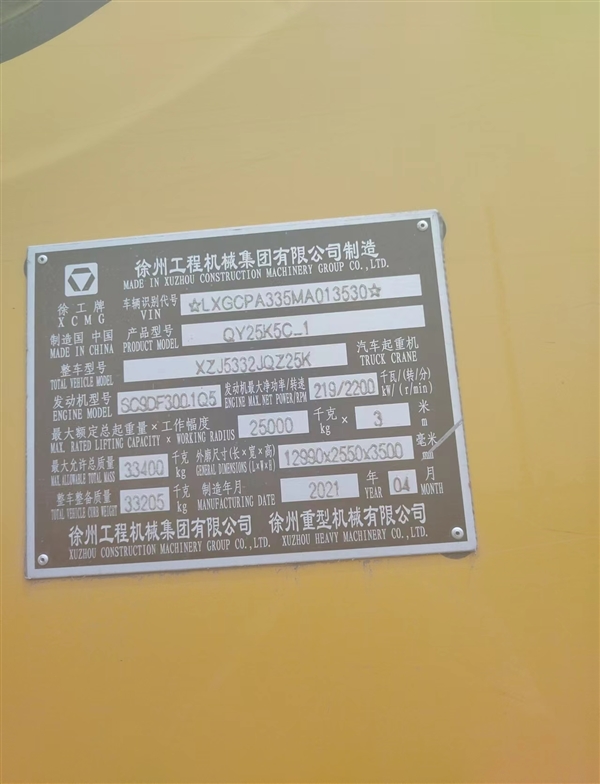 徐州工程机械集团有限公司制造
MADE IN XUZHOU CONSTRUCTION MACHINERY GROUP CO.,LTD.
徐工牌
XCMG
车辆识别代号
VIN
☆LXGCPA335MA013530☆
制造国 中国
MADE IN CHINA
产品型号
PRODUCT MODEL
QY25K5C_1
整车型号
TOTAL VEHICLE MODEL
XZJ5332JQZ25K
汽车起重机
TRUCK CRANE
发动机型号
ENGINE MODEL
SC9DF300.1Q5
发动机最大净功率/转速
ENGINE MAX.NET POWER/RPM
219/2200
千瓦/(转/分)
kW/(r/min)
最大额定总起重量×工作幅度
MAX. RATED LIFTING CAPACITY × WORKING RADIUS
25000
千克
kg
×
3
米
m
最大允许总质量
MAX. ALLOWABLE TOTAL MASS
33400
千克
kg
外廓尺寸(长×宽×高)
GENERAL DIMENSIONS (L×W×H)
12990x2550x3500
毫米
mm
整车整备质量
TOTAL VEHICLE CURB WEIGHT
33205
千克
kg
制造年月
MANUFACTURING DATE
2021
年
YEAR
04
月
MONTH
徐州工程机械集团有限公司 徐州重型机械有限公司
XUZHOU CONSTRUCTION MACHINERY GROUP CO., LTD. XUZHOU HEAVY MACHINERY CO., LTD.